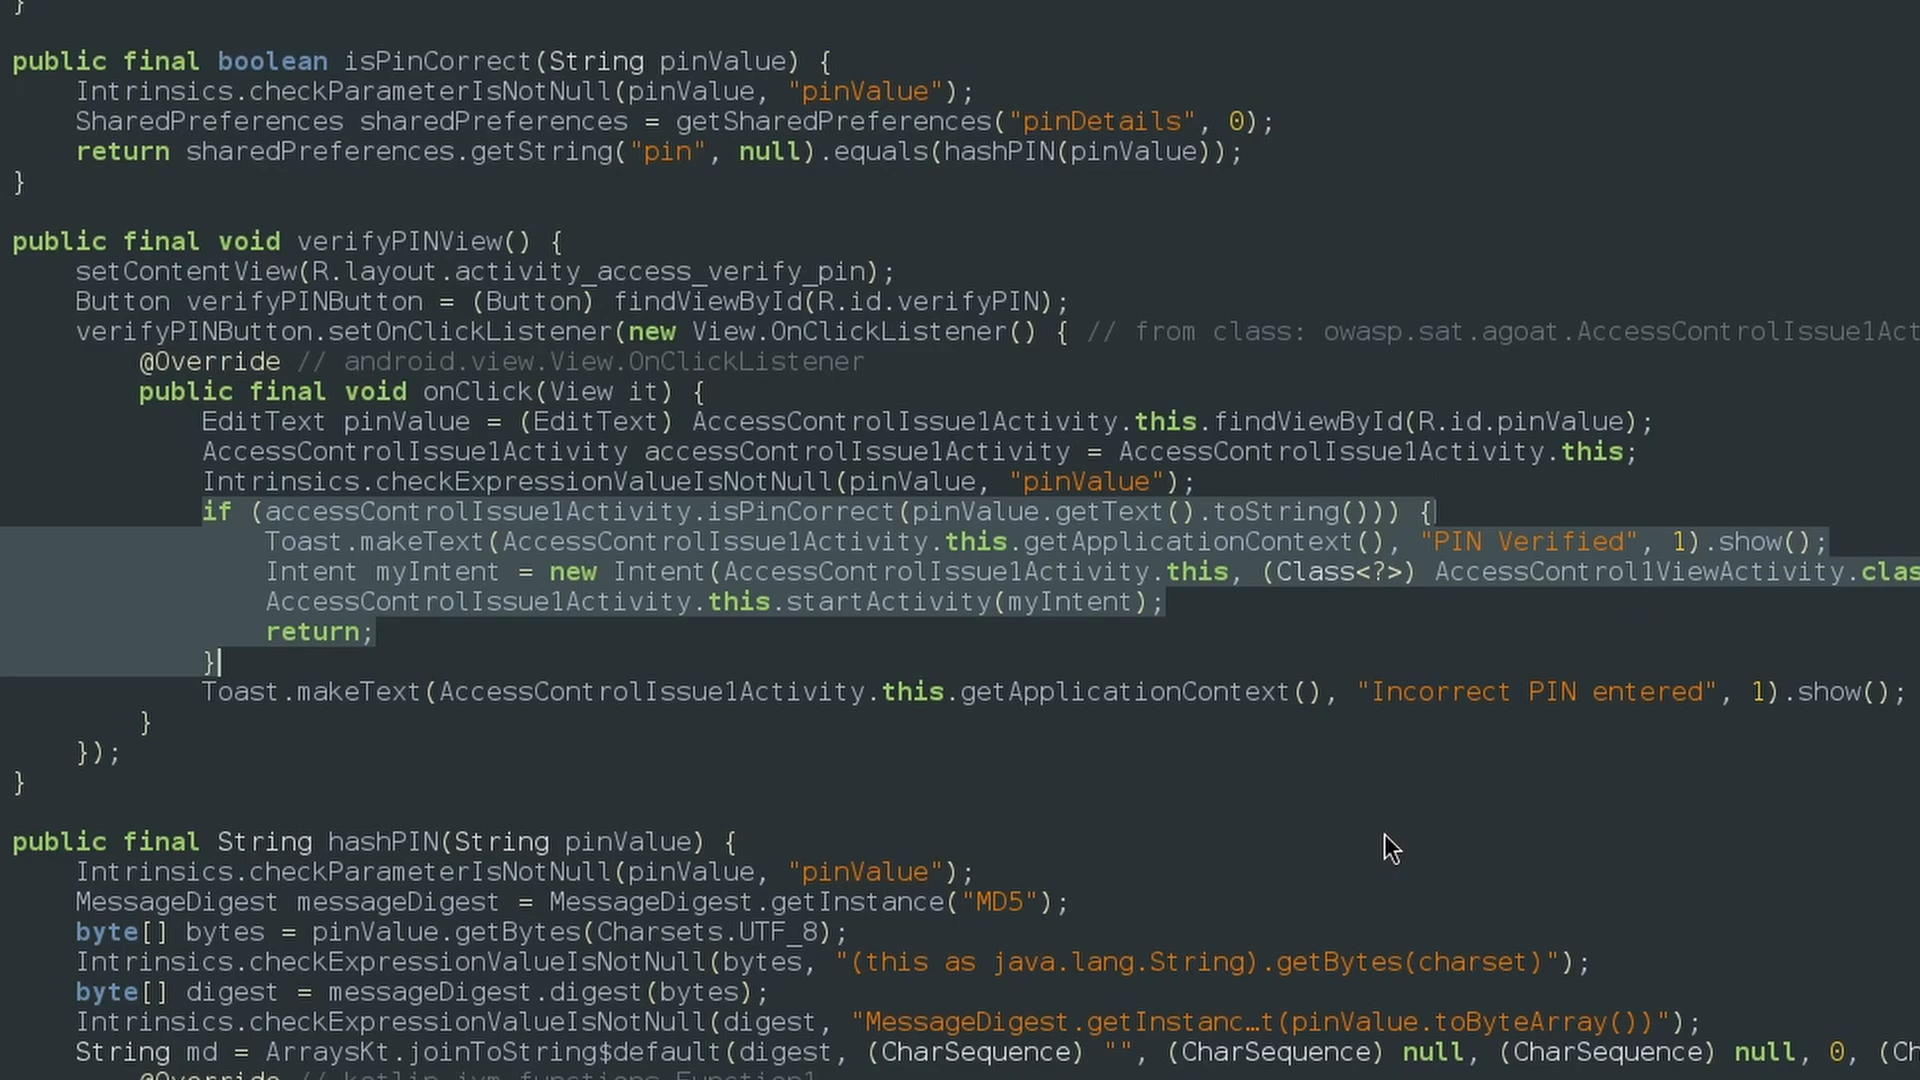 }
public final boolean isPinCorrect(String pinValue) {
Intrinsics.checkParameterIsNotNull(pinValue, "pinValue");
SharedPreferences sharedPreferences = getSharedPreferences("pinDetails", 0);
return sharedPreferences.getString("pin", null).equals(hashPIN(pinValue));
}
public final void verifyPINView() {
setContentView(R.layout.activity_access_verify_pin);
Button verifyPINButton = (Button) findViewById(R.id.verifyPIN);
verifyPINButton.setOnClickListener(new View.OnClickListener() { // from class: owasp.sat.agoat.AccessControlIssue1Act
@Override // android.view.View.OnClickListener
public final void onClick(View it) {
EditText pinValue = (EditText) AccessControlIssue1Activity.this.findViewById(R.id.pinValue);
AccessControlIssue1Activity accessControlIssue1Activity = AccessControlIssue1Activity.this;
Intrinsics.checkExpressionValueIsNotNull(pinValue, "pinValue");
if (accessControlIssue1Activity.isPinCorrect(pinValue.getText().toString())) {
Toast.makeText(AccessControlIssue1Activity.this.getApplicationContext(), "PIN Verified", 1).show();
Intent myIntent = new Intent(AccessControlIssue1Activity.this, (Class<?>) AccessControl1ViewActivity.clas
AccessControlIssue1Activity.this.startActivity(myIntent);
return;
}
Toast.makeText(AccessControlIssue1Activity.this.getApplicationContext(), "Incorrect PIN entered", 1).show();
}
});
}
public final String hashPIN(String pinValue) {
Intrinsics.checkParameterIsNotNull(pinValue, "pinValue");
MessageDigest messageDigest = MessageDigest.getInstance("MD5");
byte[] bytes = pinValue.getBytes(Charsets.UTF_8);
Intrinsics.checkExpressionValueIsNotNull(bytes, "(this as java.lang.String).getBytes(charset)");
byte[] digest = messageDigest.digest(bytes);
Intrinsics.checkExpressionValueIsNotNull(digest, "MessageDigest.getInstanc…t(pinValue.toByteArray())");
String md = ArraysKt.joinToString$default(digest, (CharSequence) "", (CharSequence) null, (CharSequence) null, 0, (Ch
@Override // kotlin.jvm.functions.Function1